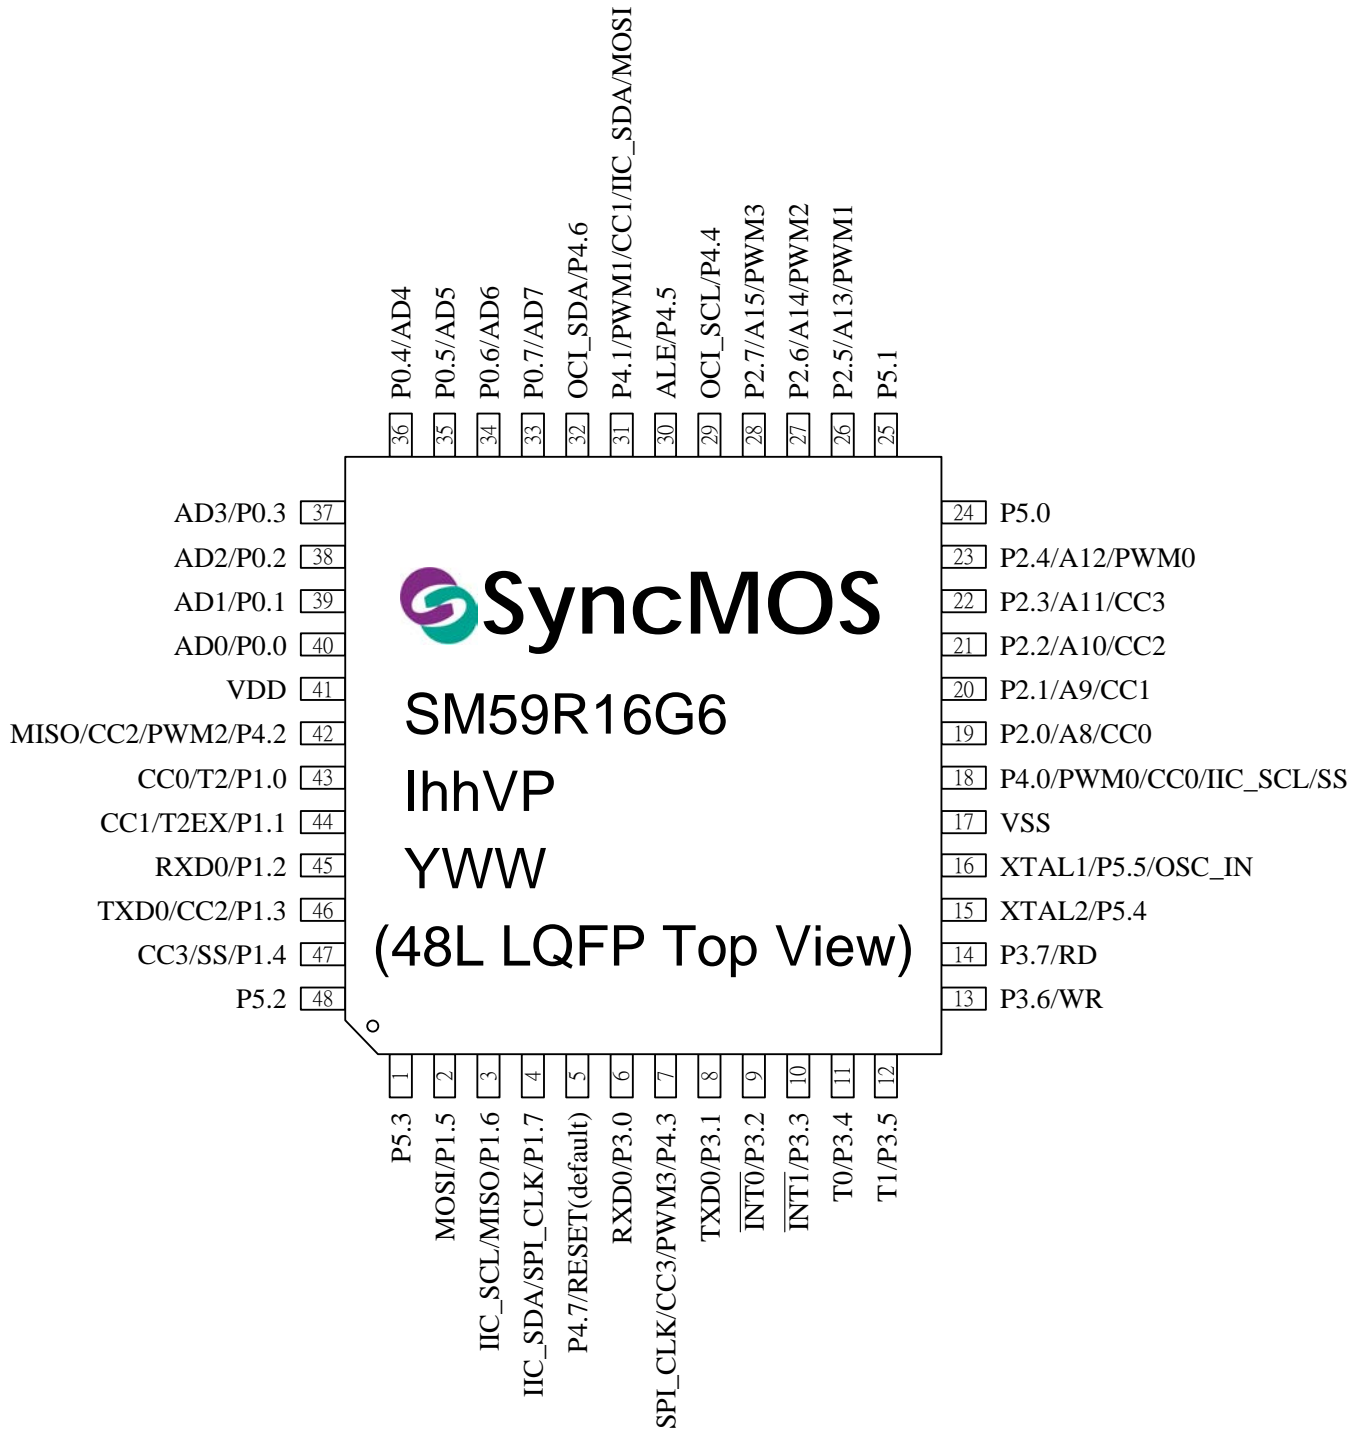 P0.4/AD4
P0.5/AD5
P0.6/AD6
P0.7/AD7
OCI_SDA/P4.6
P4.1/PWM1/CC1/IIC_SDA/MOSI
ALE/P4.5
OCI_SCL/P4.4
P2.7/A15/PWM3
P2.6/A14/PWM2
P2.5/A13/PWM1
P5.1
36
35
34
33
32
31
30
29
28
27
26
25
AD3/P0.3 37
AD2/P0.2 38
AD1/P0.1 39
AD0/P0.0 40
VDD 41
MISO/CC2/PWM2/P4.2 42
CC0/T2/P1.0 43
CC1/T2EX/P1.1 44
RXD0/P1.2 45
TXD0/CC2/P1.3 46
CC3/SS/P1.4 47
P5.2 48
SyncMOS
SM59R16G6
IhhVP
YWW
(48L LQFP Top View)
24 P5.0
23 P2.4/A12/PWM0
22 P2.3/A11/CC3
21 P2.2/A10/CC2
20 P2.1/A9/CC1
19 P2.0/A8/CC0
18 P4.0/PWM0/CC0/IIC_SCL/SS
17 VSS
16 XTAL1/P5.5/OSC_IN
15 XTAL2/P5.4
14 P3.7/RD
13 P3.6/WR
1
2
3
4
5
6
7
8
9
10
11
12
P5.3
MOSI/P1.5
IIC_SCL/MISO/P1.6
IIC_SDA/SPI_CLK/P1.7
P4.7/RESET(default)
RXD0/P3.0
SPI_CLK/CC3/PWM3/P4.3
TXD0/P3.1
INT0/P3.2
INT1/P3.3
T0/P3.4
T1/P3.5